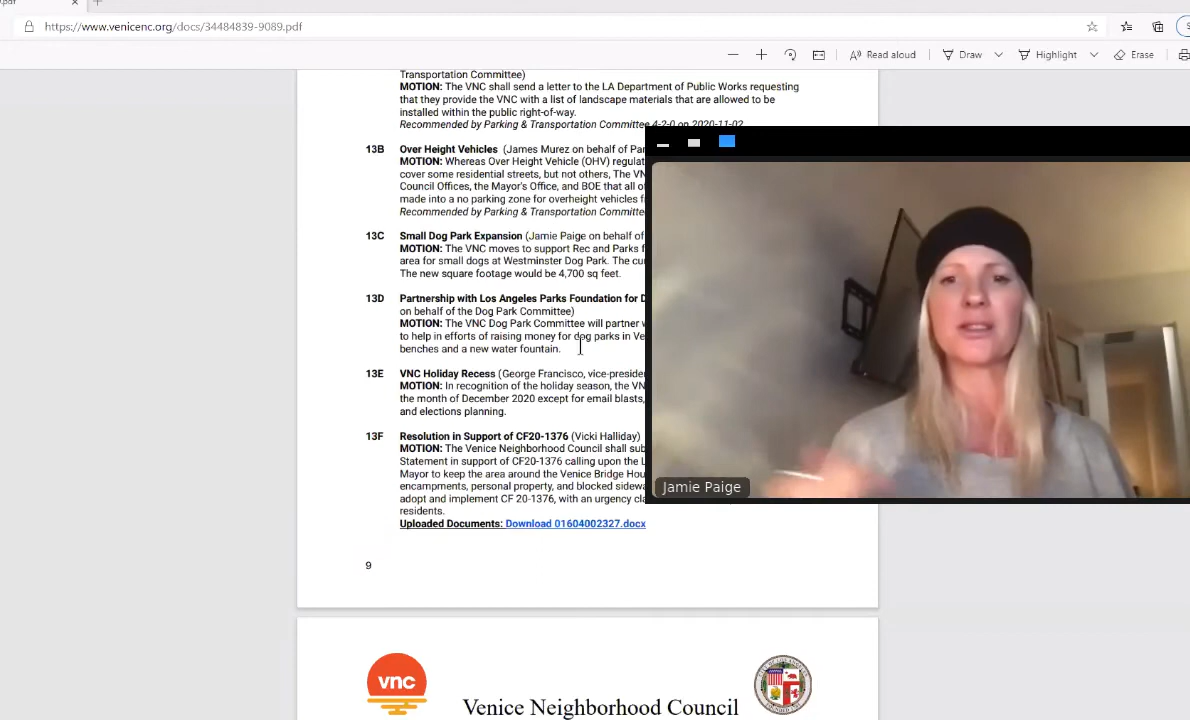 .pdf
https://www.venicenc.org/docs/34484839-9089.pdf
Read aloud
Draw
Highlight
Erase
Transportation Committee)
MOTION: The VNC shall send a letter to the LA Department of Public Works requesting
that they provide the VNC with a list of landscape materials that are allowed to be
installed within the public right-of-way.
Recommended by Parking & Transportation Committee 4-2-0 on 2020-11-02
13B Over Height Vehicles (James Murez on behalf of Par
MOTION: Whereas Over Height Vehicle (OHV) regulat
cover some residential streets, but not others, The VN
Council Offices, the Mayor's Office, and BOE that all of
made into a no parking zone for overheight vehicles f
Recommended by Parking & Transportation Committe
13C Small Dog Park Expansion (Jamie Paige on behalf of
MOTION: The VNC moves to support Rec and Parks f
area for small dogs at Westminster Dog Park. The cu
The new square footage would be 4,700 sq feet.
13D Partnership with Los Angeles Parks Foundation for D
on behalf of the Dog Park Committee)
MOTION: The VNC Dog Park Committee will partner w
to help in efforts of raising money for dog parks in Ve
benches and a new water fountain.
13E VNC Holiday Recess (George Francisco, vice-preside
MOTION: In recognition of the holiday season, the VN
the month of December 2020 except for email blasts,
and elections planning.
13F Resolution in Support of CF20-1376 (Vicki Halliday)
MOTION: The Venice Neighborhood Council shall sub
Statement in support of CF20-1376 calling upon the L
Mayor to keep the area around the Venice Bridge Hou
encampments, personal property, and blocked sidewa
adopt and implement CF 20-1376, with an urgency cla
residents.
Uploaded Documents: Download 01604002327.docx
9
Jamie Paige
vnc
Venice Neighborhood Council